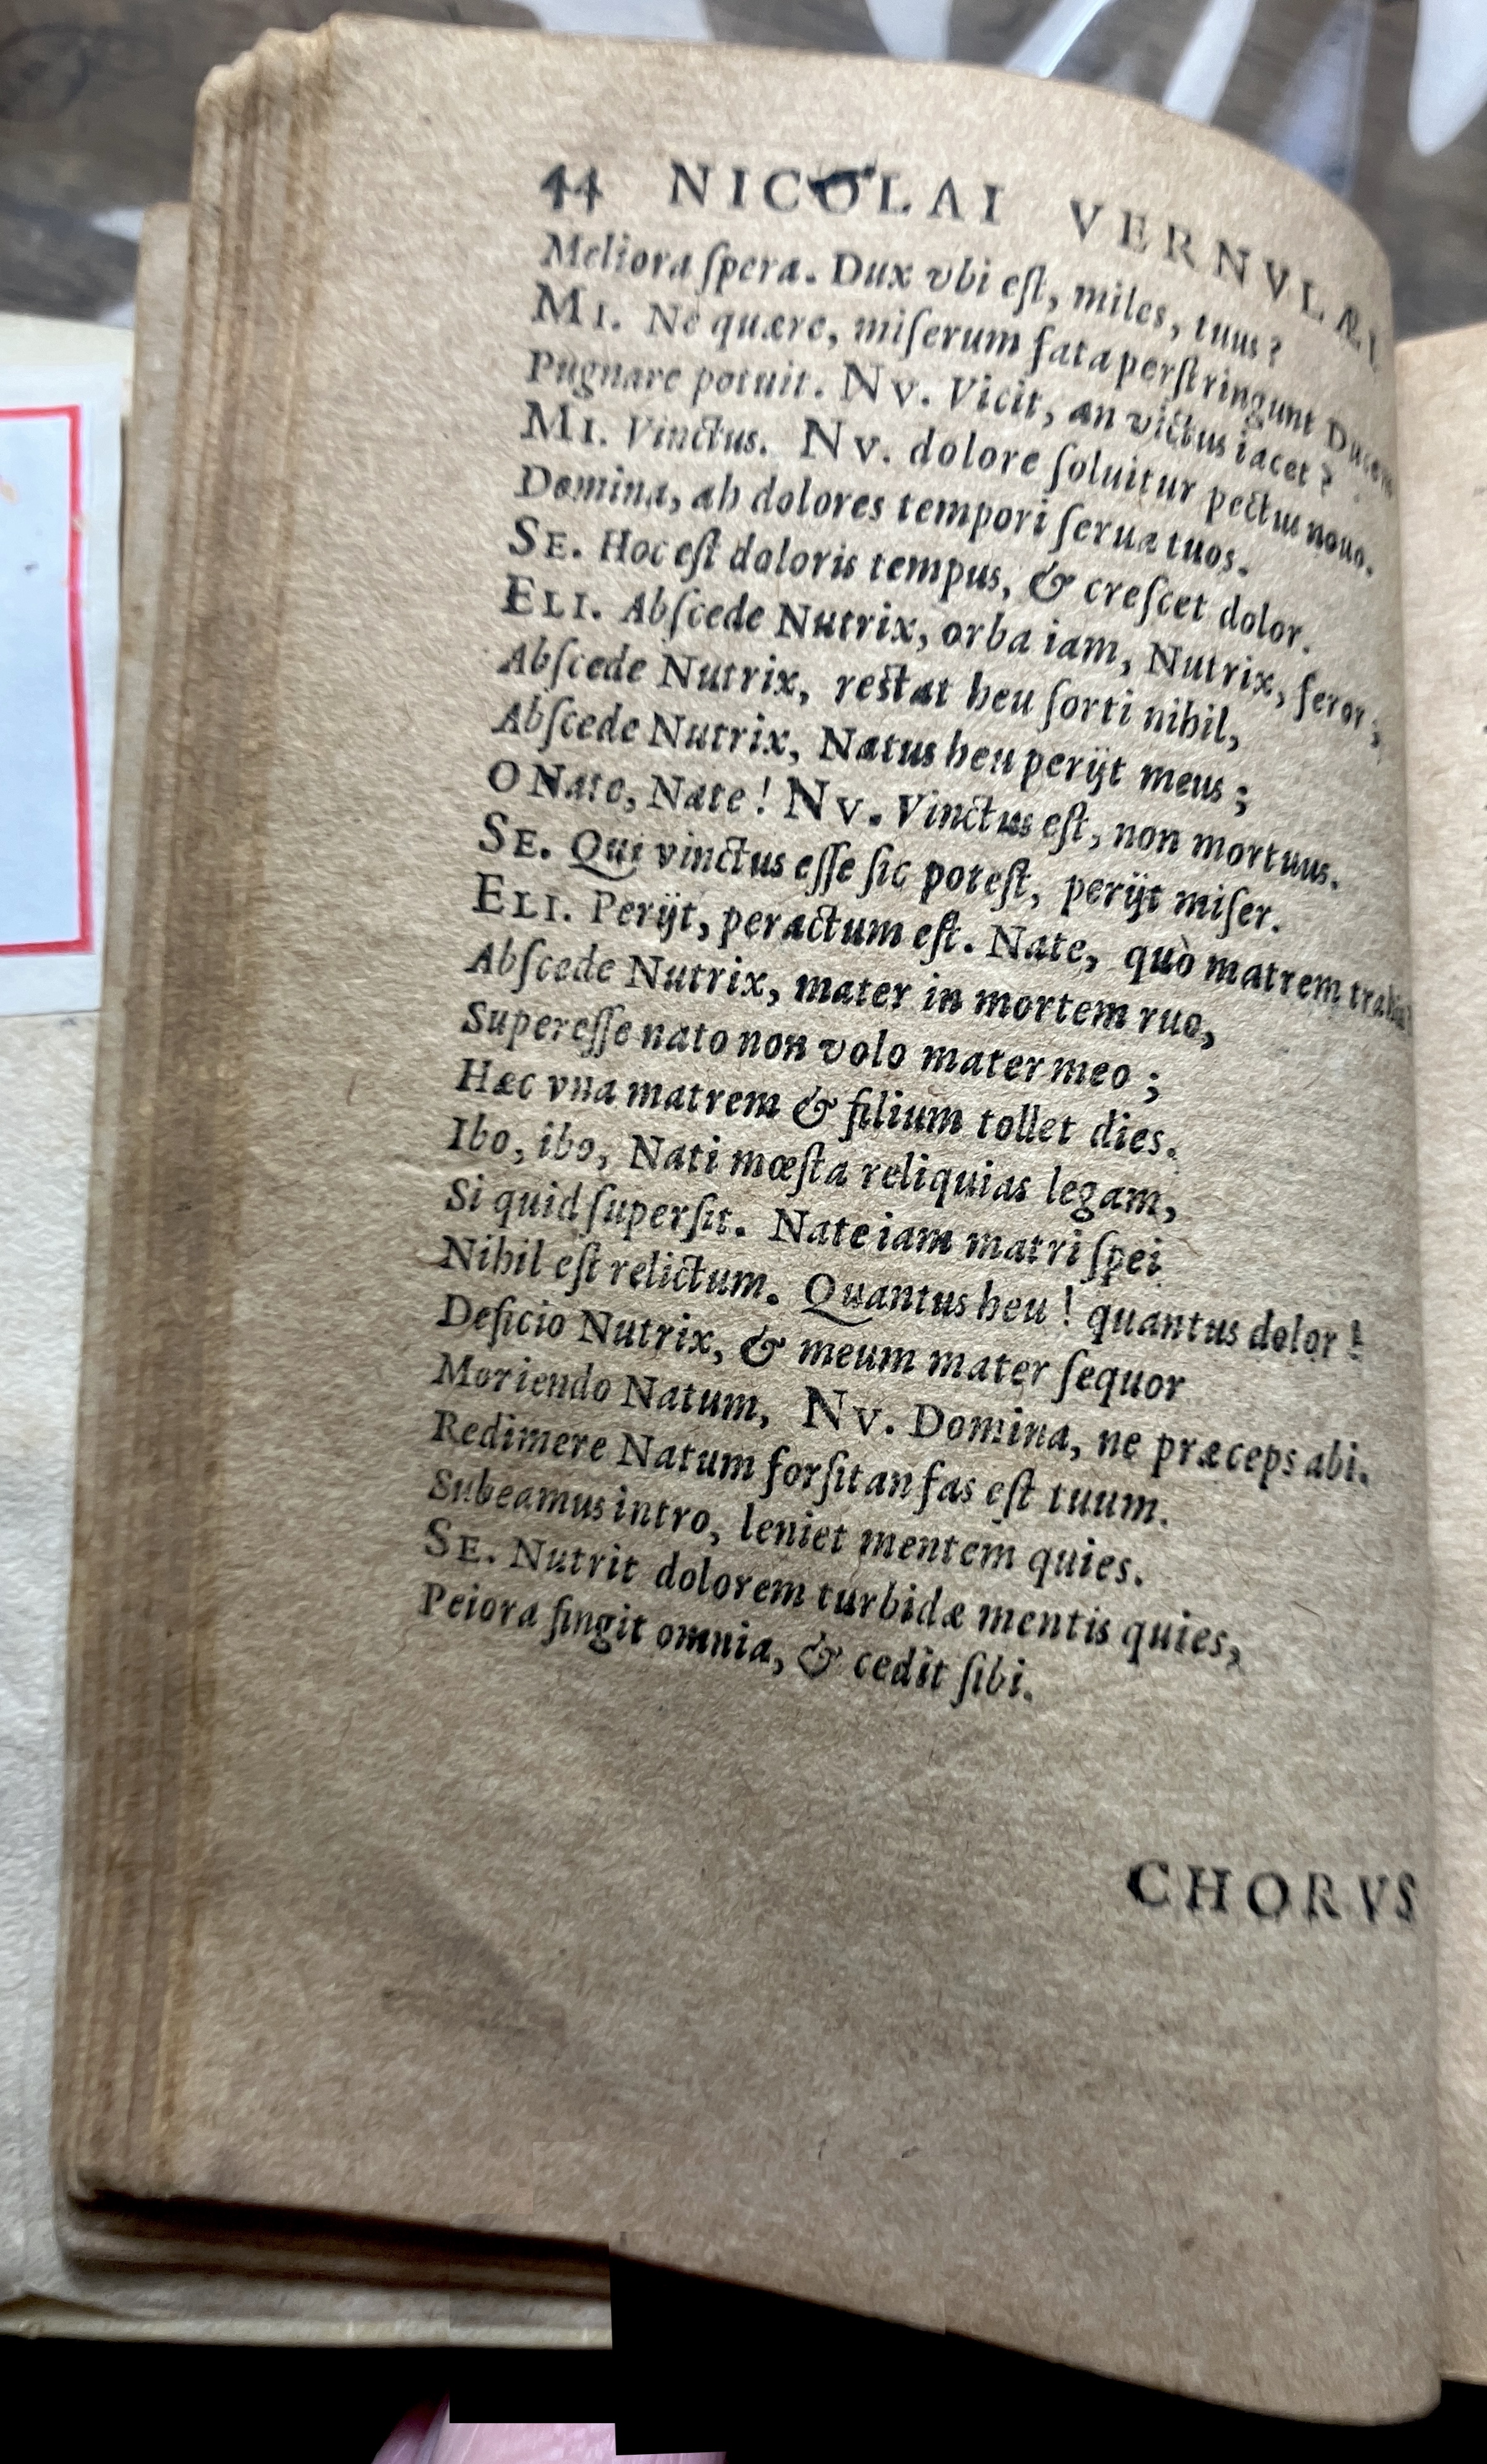 44 NICOLAI VERNVLÆI
Meliora ſpera. Dux vbi eſt, miles, tuus?
MI. Ne quære, miſerum fata perſtringunt Ducem
Pugnare potuit. NV. Vicit, an victus iacet?
MI. Vinctus. NV. dolore ſoluitur pectus nouo.
Domina, ah dolores tempori ſerua tuos.
SE. Hoc eſt doloris tempus, & creſcet dolor.
ELI. Abſcede Nutrix, orba iam, Nutrix, feror;
Abſcede Nutrix, reſtat heu ſorti nihil,
Abſcede Nutrix, Natus heu perijt meus;
O Nate, Nate! NV. Vinctus eſt, non mortuus.
SE. Qui vinctus eſſe ſic poteſt, perijt miſer.
ELI. Perijt, peractum eſt. Nate, quò matrem
Abſcede Nutrix, mater in mortem ruo,
Supereſſe nato non volo mater meo;
Hæc vna matrem & filium tollet dies.
Ibo, ibo, Nati mœſta reliquias legam,
Si quid ſuperſit. Nate iam matri ſpei
Nihil eſt relictum. Quantus heu! quantus dolor!
Deficio Nutrix, & meum mater ſequor
Moriendo Natum, NV. Domina, ne præceps abi.
Redimere Natum forſitan fas eſt tuum.
Subeamus intro, leniet mentem quies.
SE. Nutrit dolorem turbidæ mentis quies,
Peiora fingit omnia, & cedit ſibi.
CHORVS